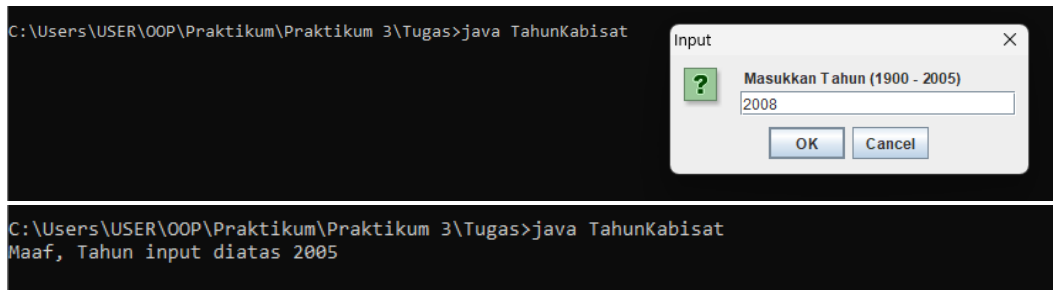 C:\Users\USER\OOP\Praktikum\Praktikum 3\Tugas>java TahunKabisat
Input
?
Masukkan Tahun (1900 - 2005)
2008
OK Cancel
C:\Users\USER\OOP\Praktikum\Praktikum 3\Tugas>java TahunKabisat
Maaf, Tahun input diatas 2005